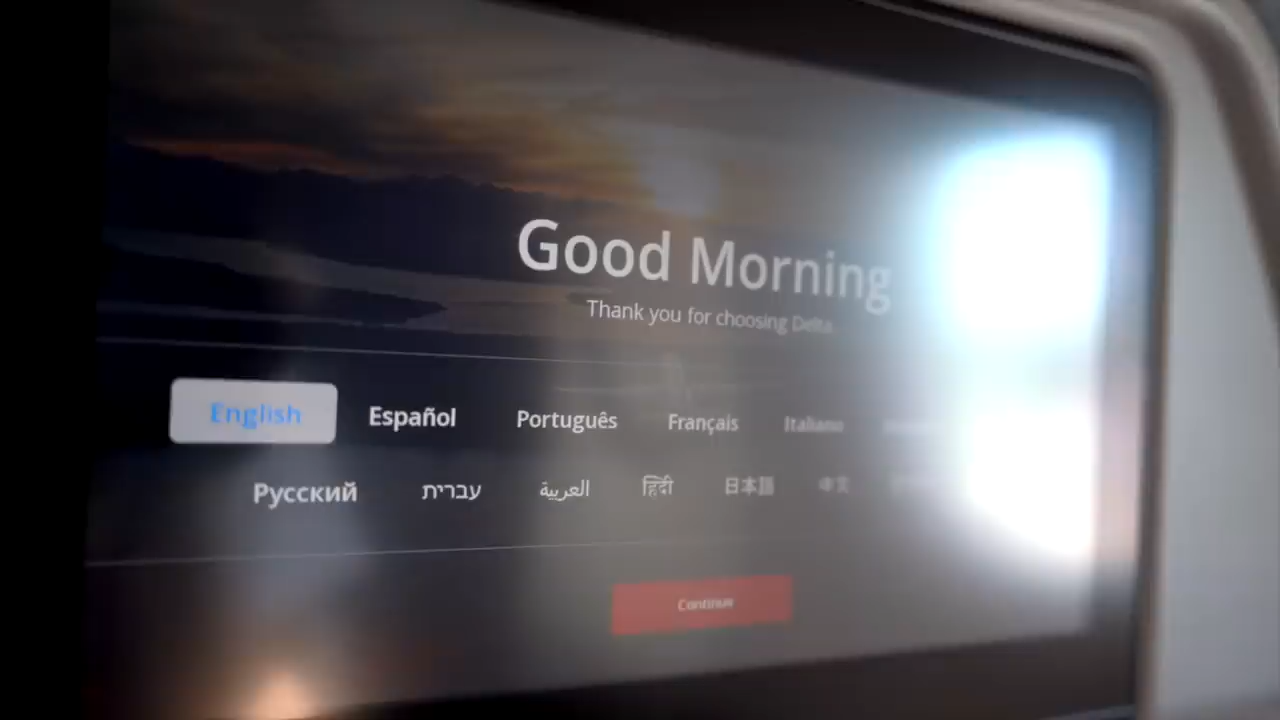 Good Morning
Thank you for choosing Delta
English Español Português Français Italiano
Русский עברית العربية हिंदी 日本語 中文
Continue